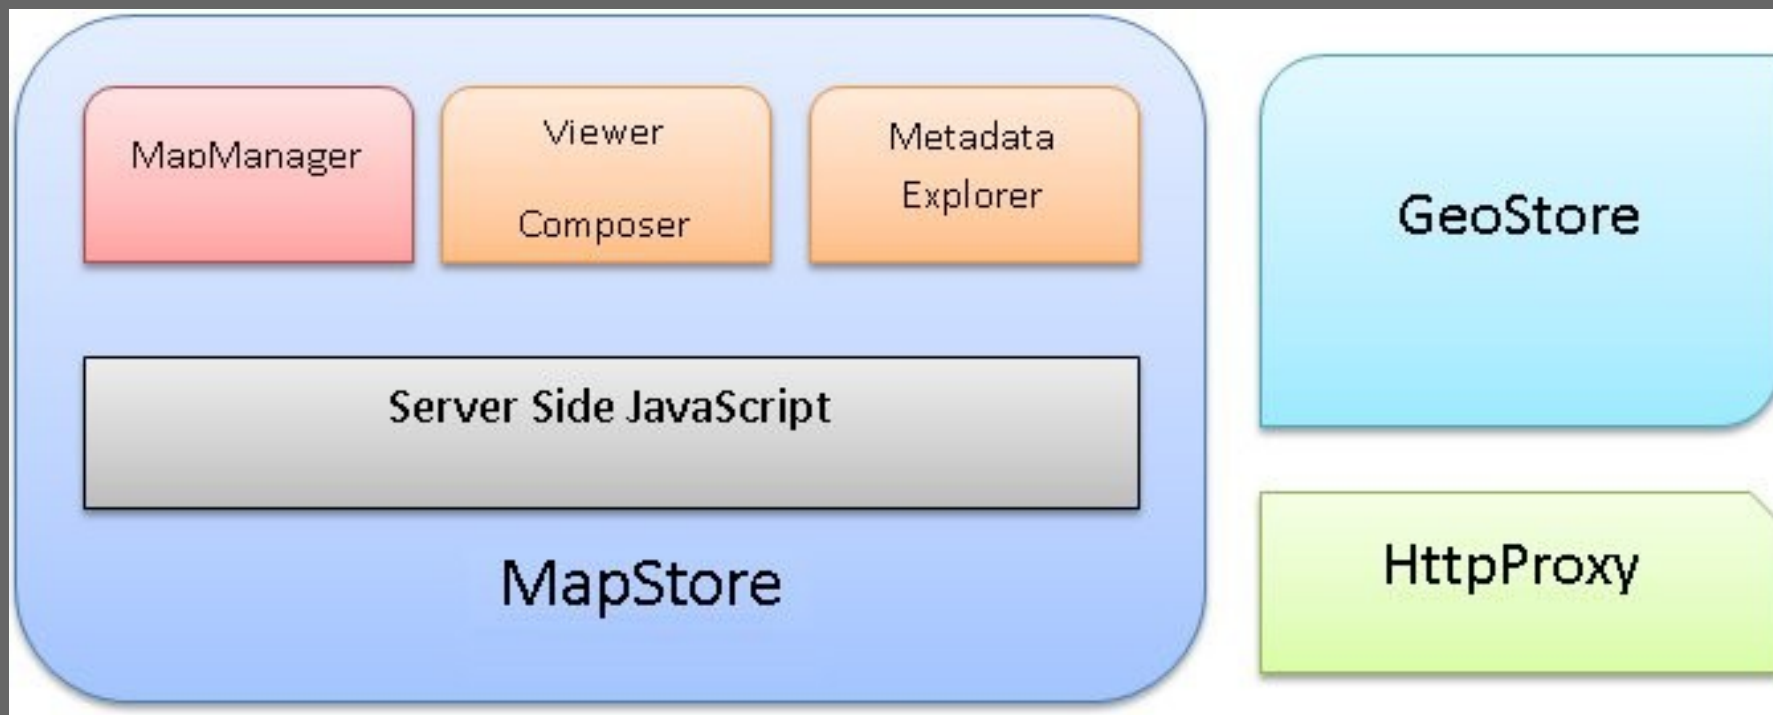 MapManager
Viewer
Composer
Metadata
Explorer
Server Side JavaScript
MapStore
GeoStore
HttpProxy